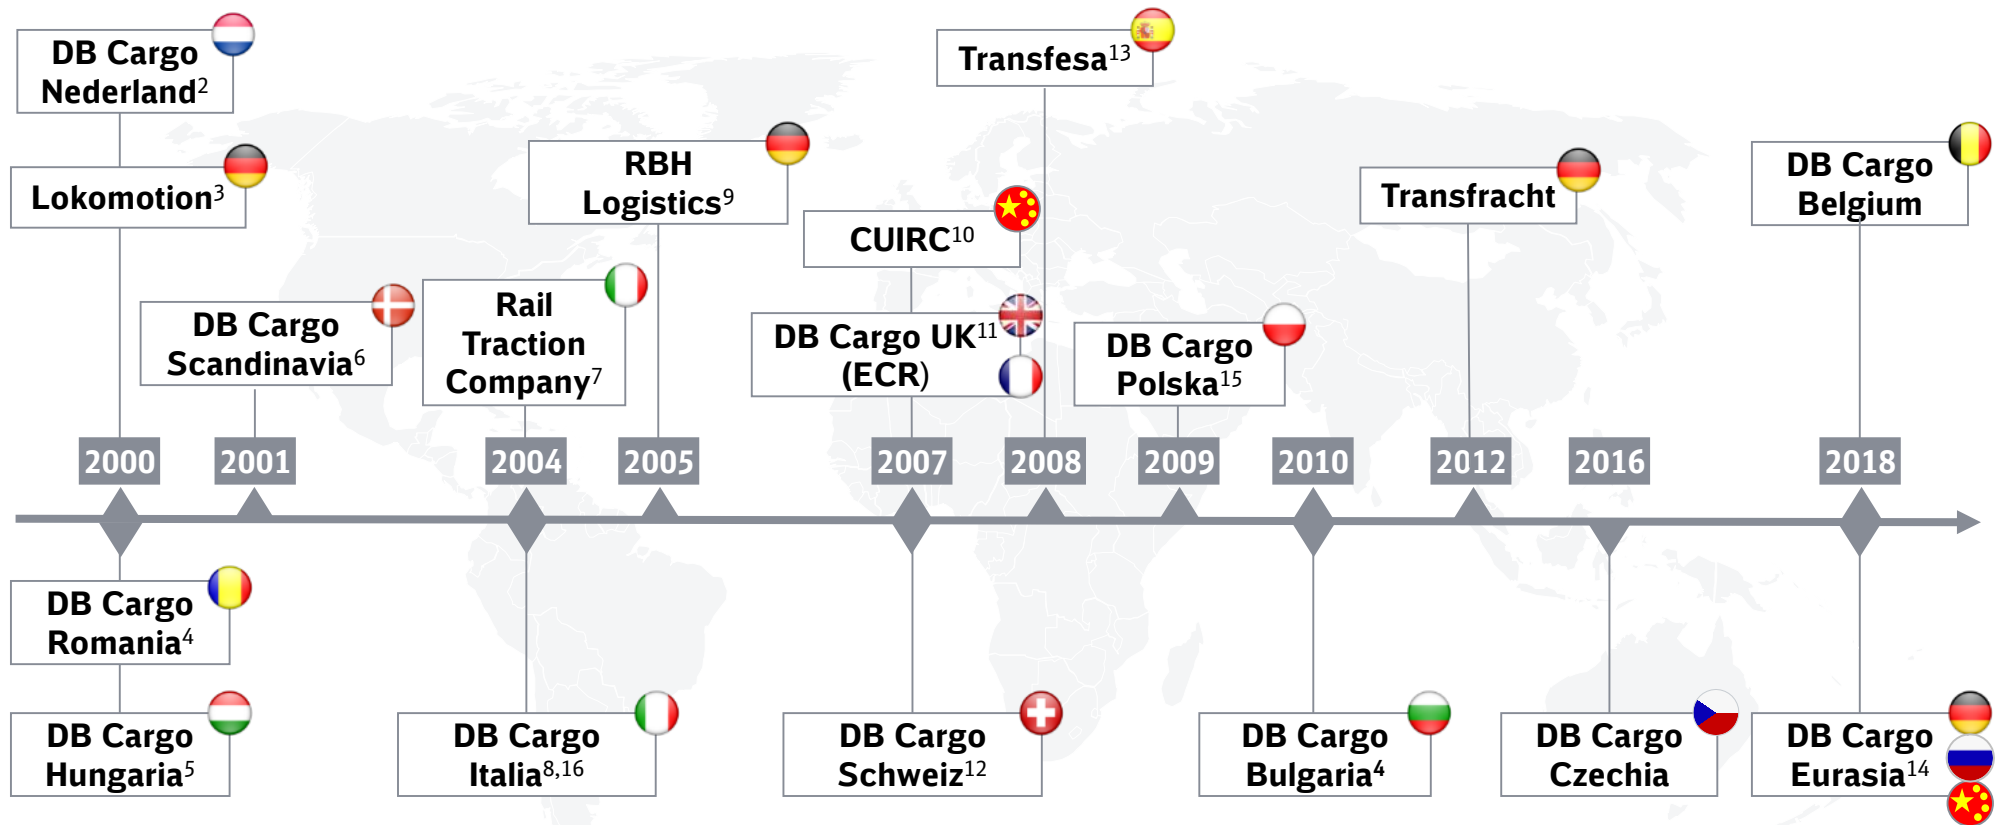 DB Cargo
Nederland2
Lokomotion3
DB Cargo
Scandinavia6
Rail
Traction
Company7
RBH
Logistics9
CUIRC10
DB Cargo UK11
(ECR)
Transfesa13
DB Cargo
Polska15
Transfracht
DB Cargo
Belgium
2000 2001 2004 2005 2007 2008 2009 2010 2012 2016 2018
DB Cargo
Romania4
DB Cargo
Hungaria5
DB Cargo
Italia8,16
DB Cargo
Schweiz12
DB Cargo
Bulgaria4
DB Cargo
Czechia
DB Cargo
Eurasia14